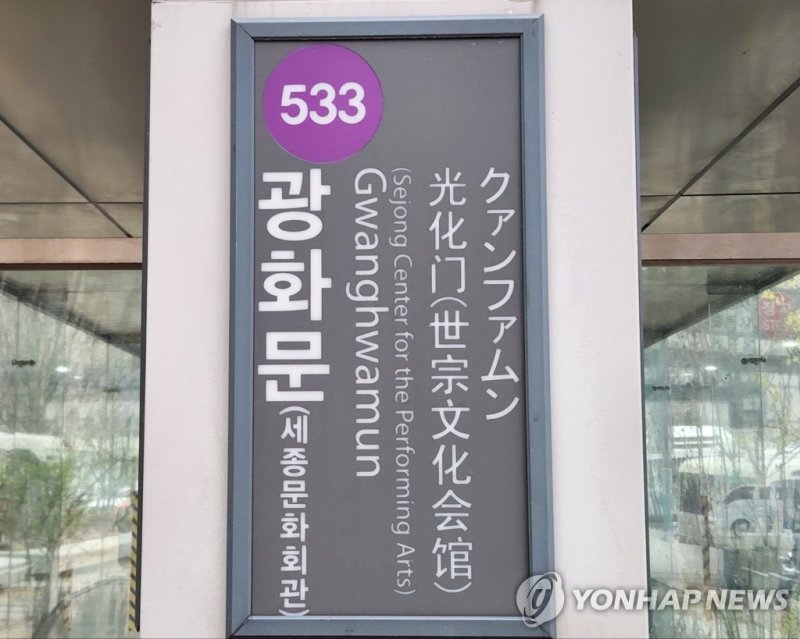 533
광화문
(세종문화회관)
Gwanghwamun
(Sejong Center for the Performing Arts)
光化门(世宗文化会馆)
クァンファムン
YONHAP NEWS